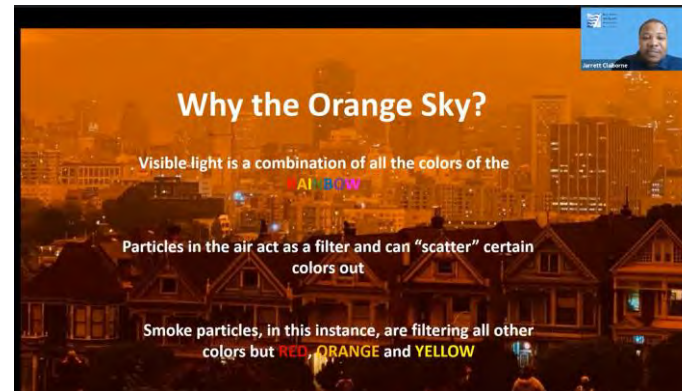 Why the Orange Sky?
Visible light is a combination of all the colors of the
RAINBOW
Particles in the air act as a filter and can “scatter” certain
colors out
Smoke particles, in this instance, are filtering all other
colors but RED, ORANGE and YELLOW
Jarrett Claiborne